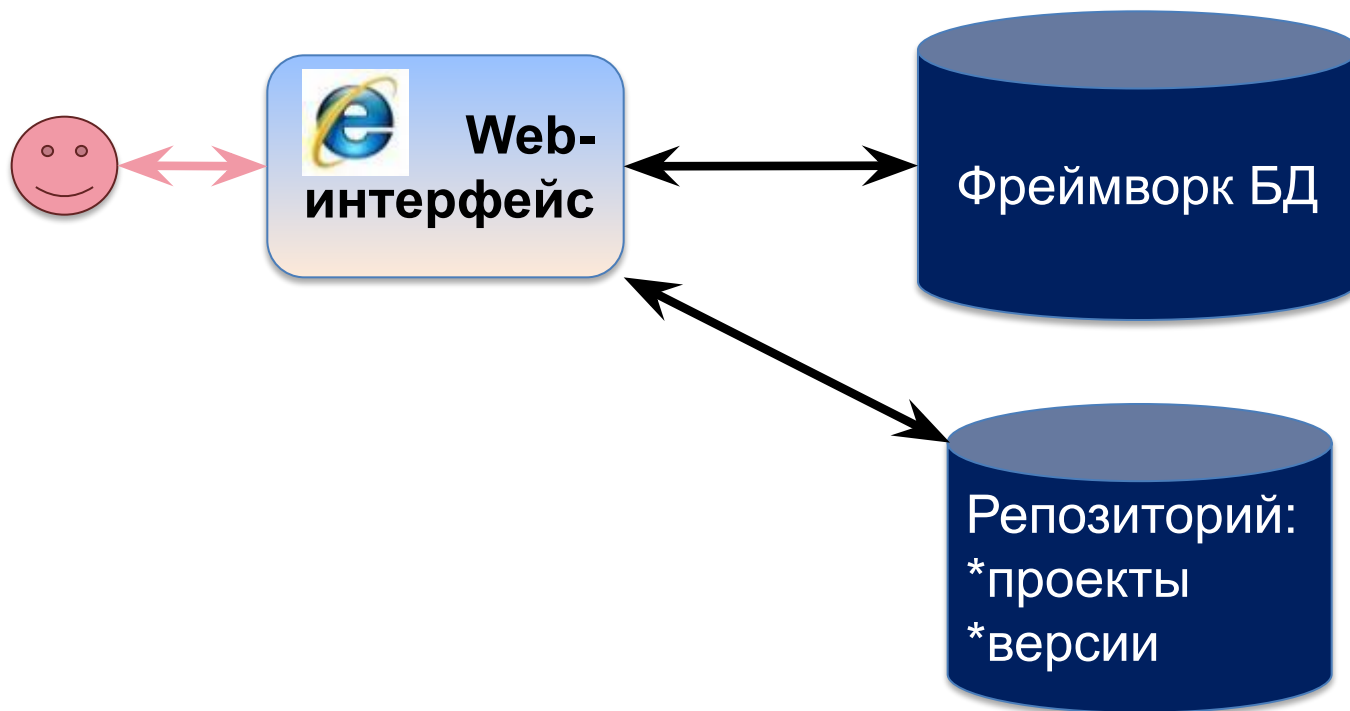 Web-
интерфейс
Фреймворк БД
Репозиторий:
*проекты
*версии